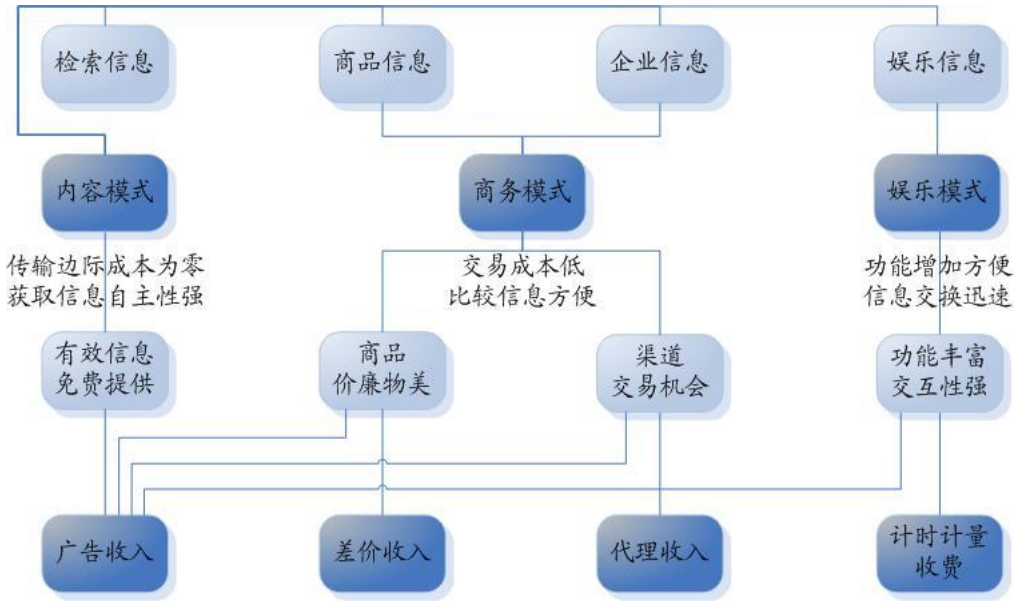 检索信息
商品信息
企业信息
娱乐信息
内容模式
商务模式
娱乐模式
传输边际成本为零
获取信息自主性强
交易成本低
比较信息方便
功能增加方便
信息交换迅速
有效信息
免费提供
商品
价廉物美
渠道
交易机会
功能丰富
交互性强
广告收入
差价收入
代理收入
计时计量
收费